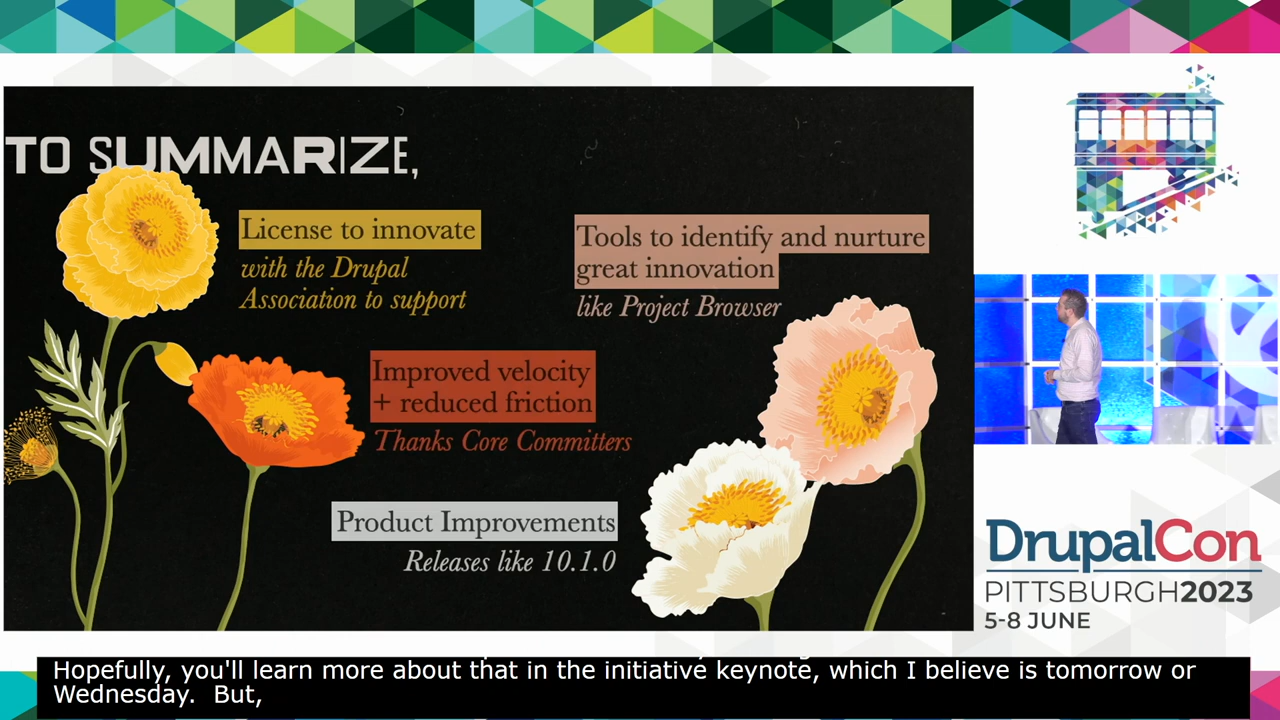 TO SUMMARIZE,
License to innovate
with the Drupal
Association to support
Tools to identify and nurture
great innovation
like Project Browser
Improved velocity
+ reduced friction
Thanks Core Committers
Product Improvements
Releases like 10.1.0
DrupalCon
PITTSBURGH2023
5-8 JUNE
Hopefully, you'll learn more about that in the initiative keynote, which I believe is tomorrow or
Wednesday. But,